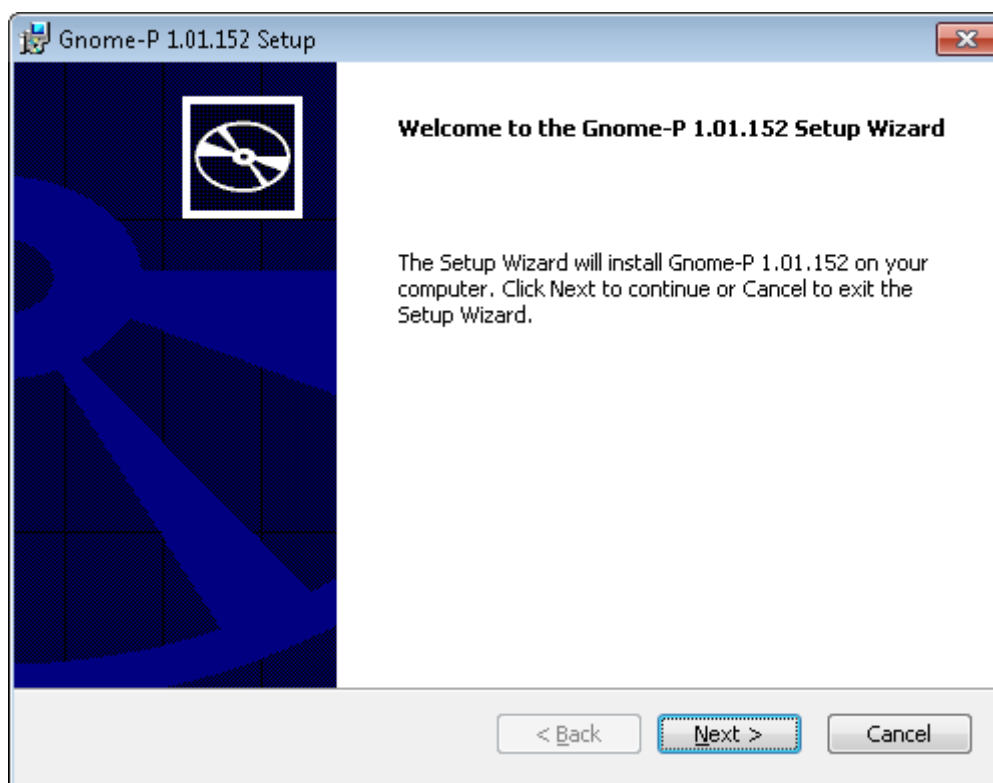 Gnome-P 1.01.152 Setup
Welcome to the Gnome-P 1.01.152 Setup Wizard
The Setup Wizard will install Gnome-P 1.01.152 on your
computer. Click Next to continue or Cancel to exit the
Setup Wizard.
< Back Next > Cancel